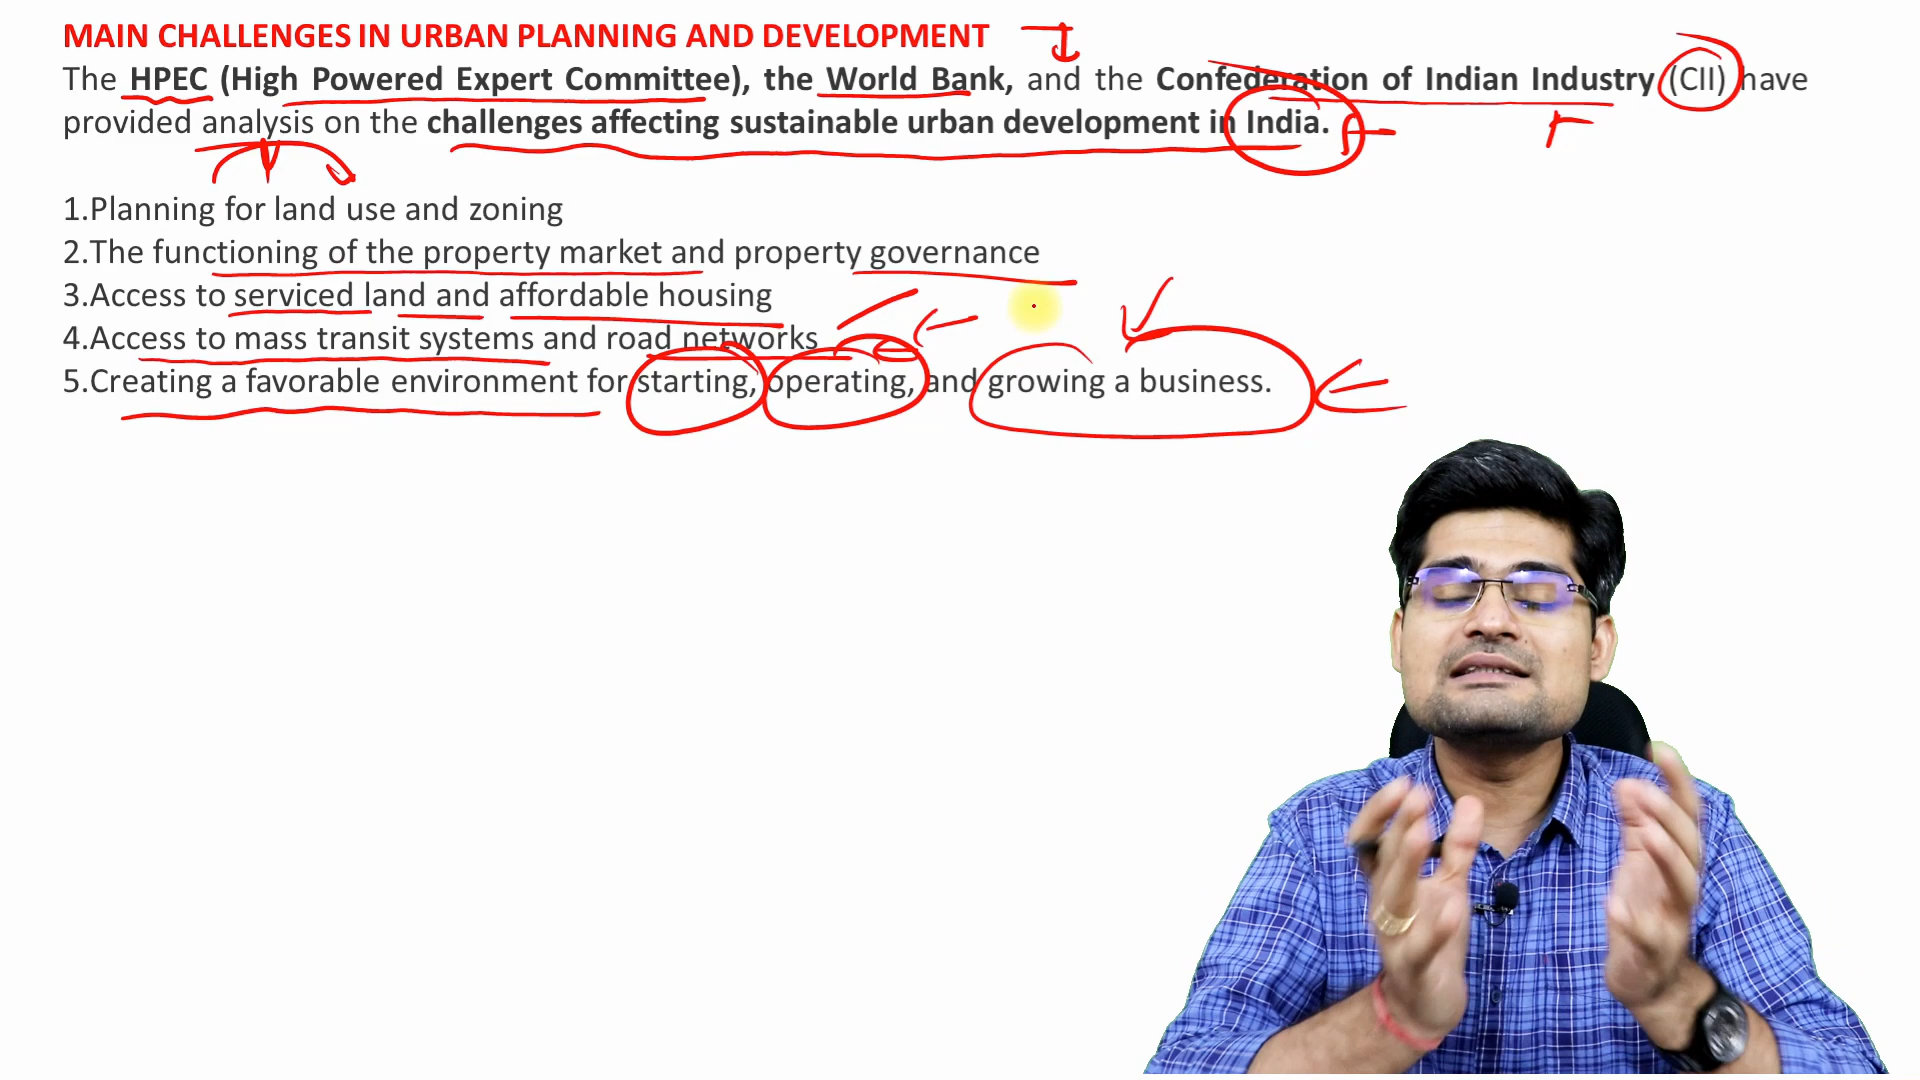 MAIN CHALLENGES IN URBAN PLANNING AND DEVELOPMENT
The HPEC (High Powered Expert Committee), the World Bank, and the Confederation of Indian Industry (CII) have
provided analysis on the challenges affecting sustainable urban development in India.
1.Planning for land use and zoning
2.The functioning of the property market and property governance
3.Access to serviced land and affordable housing
4.Access to mass transit systems and road networks
5.Creating a favorable environment for starting, operating, and growing a business.